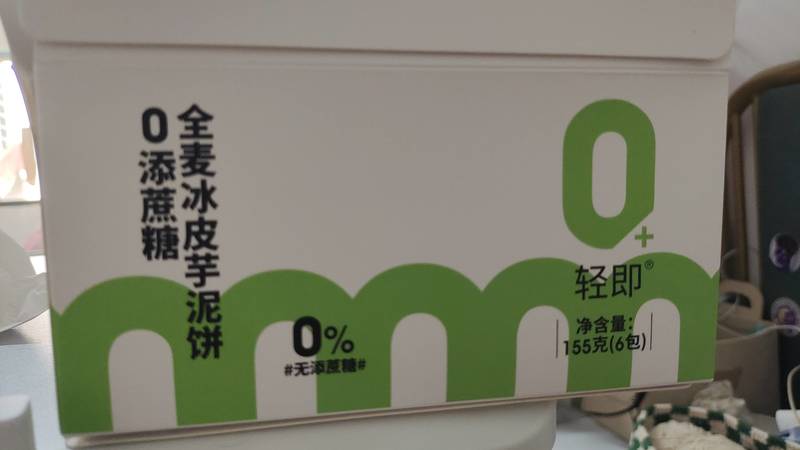 全麦冰皮芋泥饼
0添蔗糖
0%
#无添蔗糖#
0+
轻即®
净含量：
155克(6包)